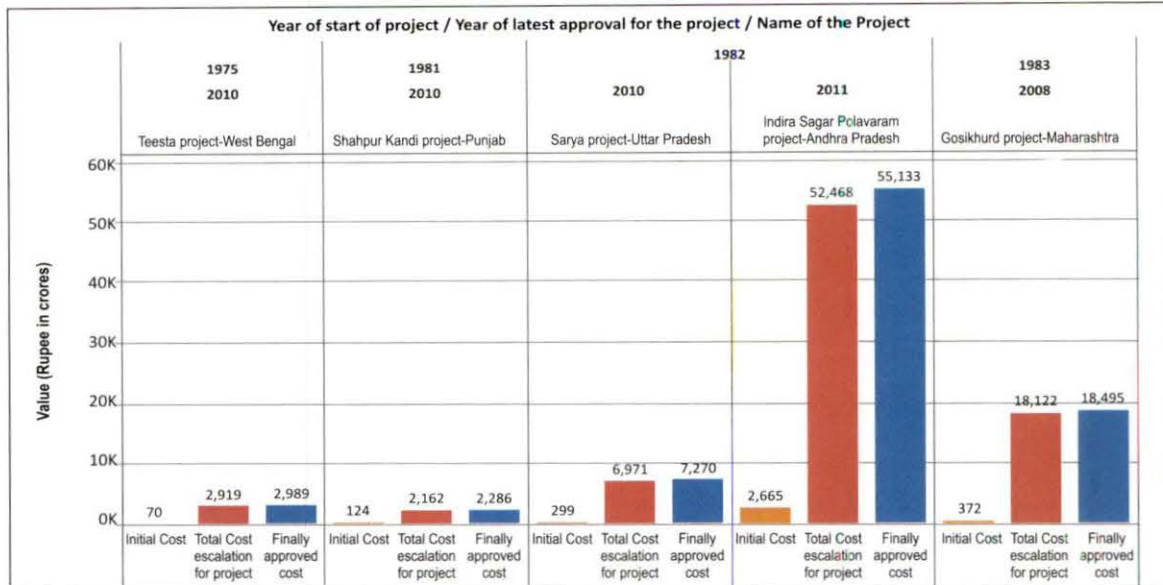 Year of start of project / Year of latest approval for the project / Name of the Project
1975
1981
1982
1983
2010
2010
2010
2011
2008
Teesta project-West Bengal
Shahpur Kandi project-Punjab
Sarya project-Uttar Pradesh
Indira Sagar Polavaram
project-Andhra Pradesh
Gosikhurd project-Maharashtra
Value (Rupee in crores)
60K
50K
40K
30K
20K
10K
0K
70
2,919
2,989
124
2,162
2,286
299
6,971
7,270
2,665
52,468
55,133
372
18,122
18,495
Initial Cost
Total Cost
escalation
for project
Finally
approved
cost
Initial Cost
Total Cost
escalation
for project
Finally
approved
cost
Initial Cost
Total Cost
escalation
for project
Finally
approved
cost
Initial Cost
Total Cost
escalation
for project
Finally
approved
cost
Initial Cost
Total Cost
escalation
for project
Finally
approved
cost